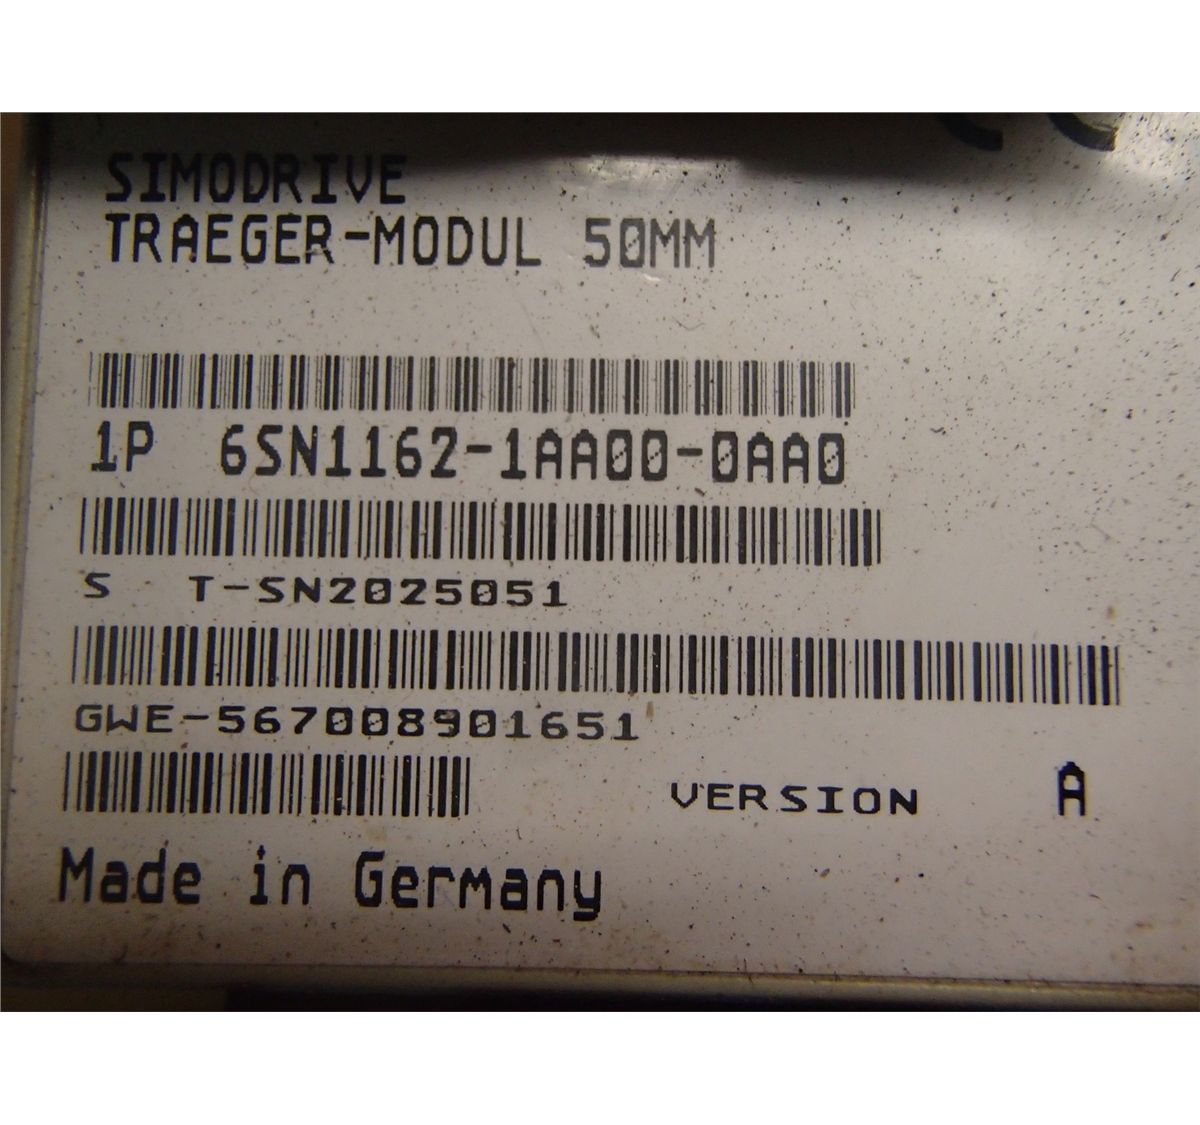 SIMODRIVE
TRAEGER-MODUL 50MM
1P 6SN1162-1AA00-0AA0
S T-SN2025051
GWE-567008901651
VERSION A
Made in Germany